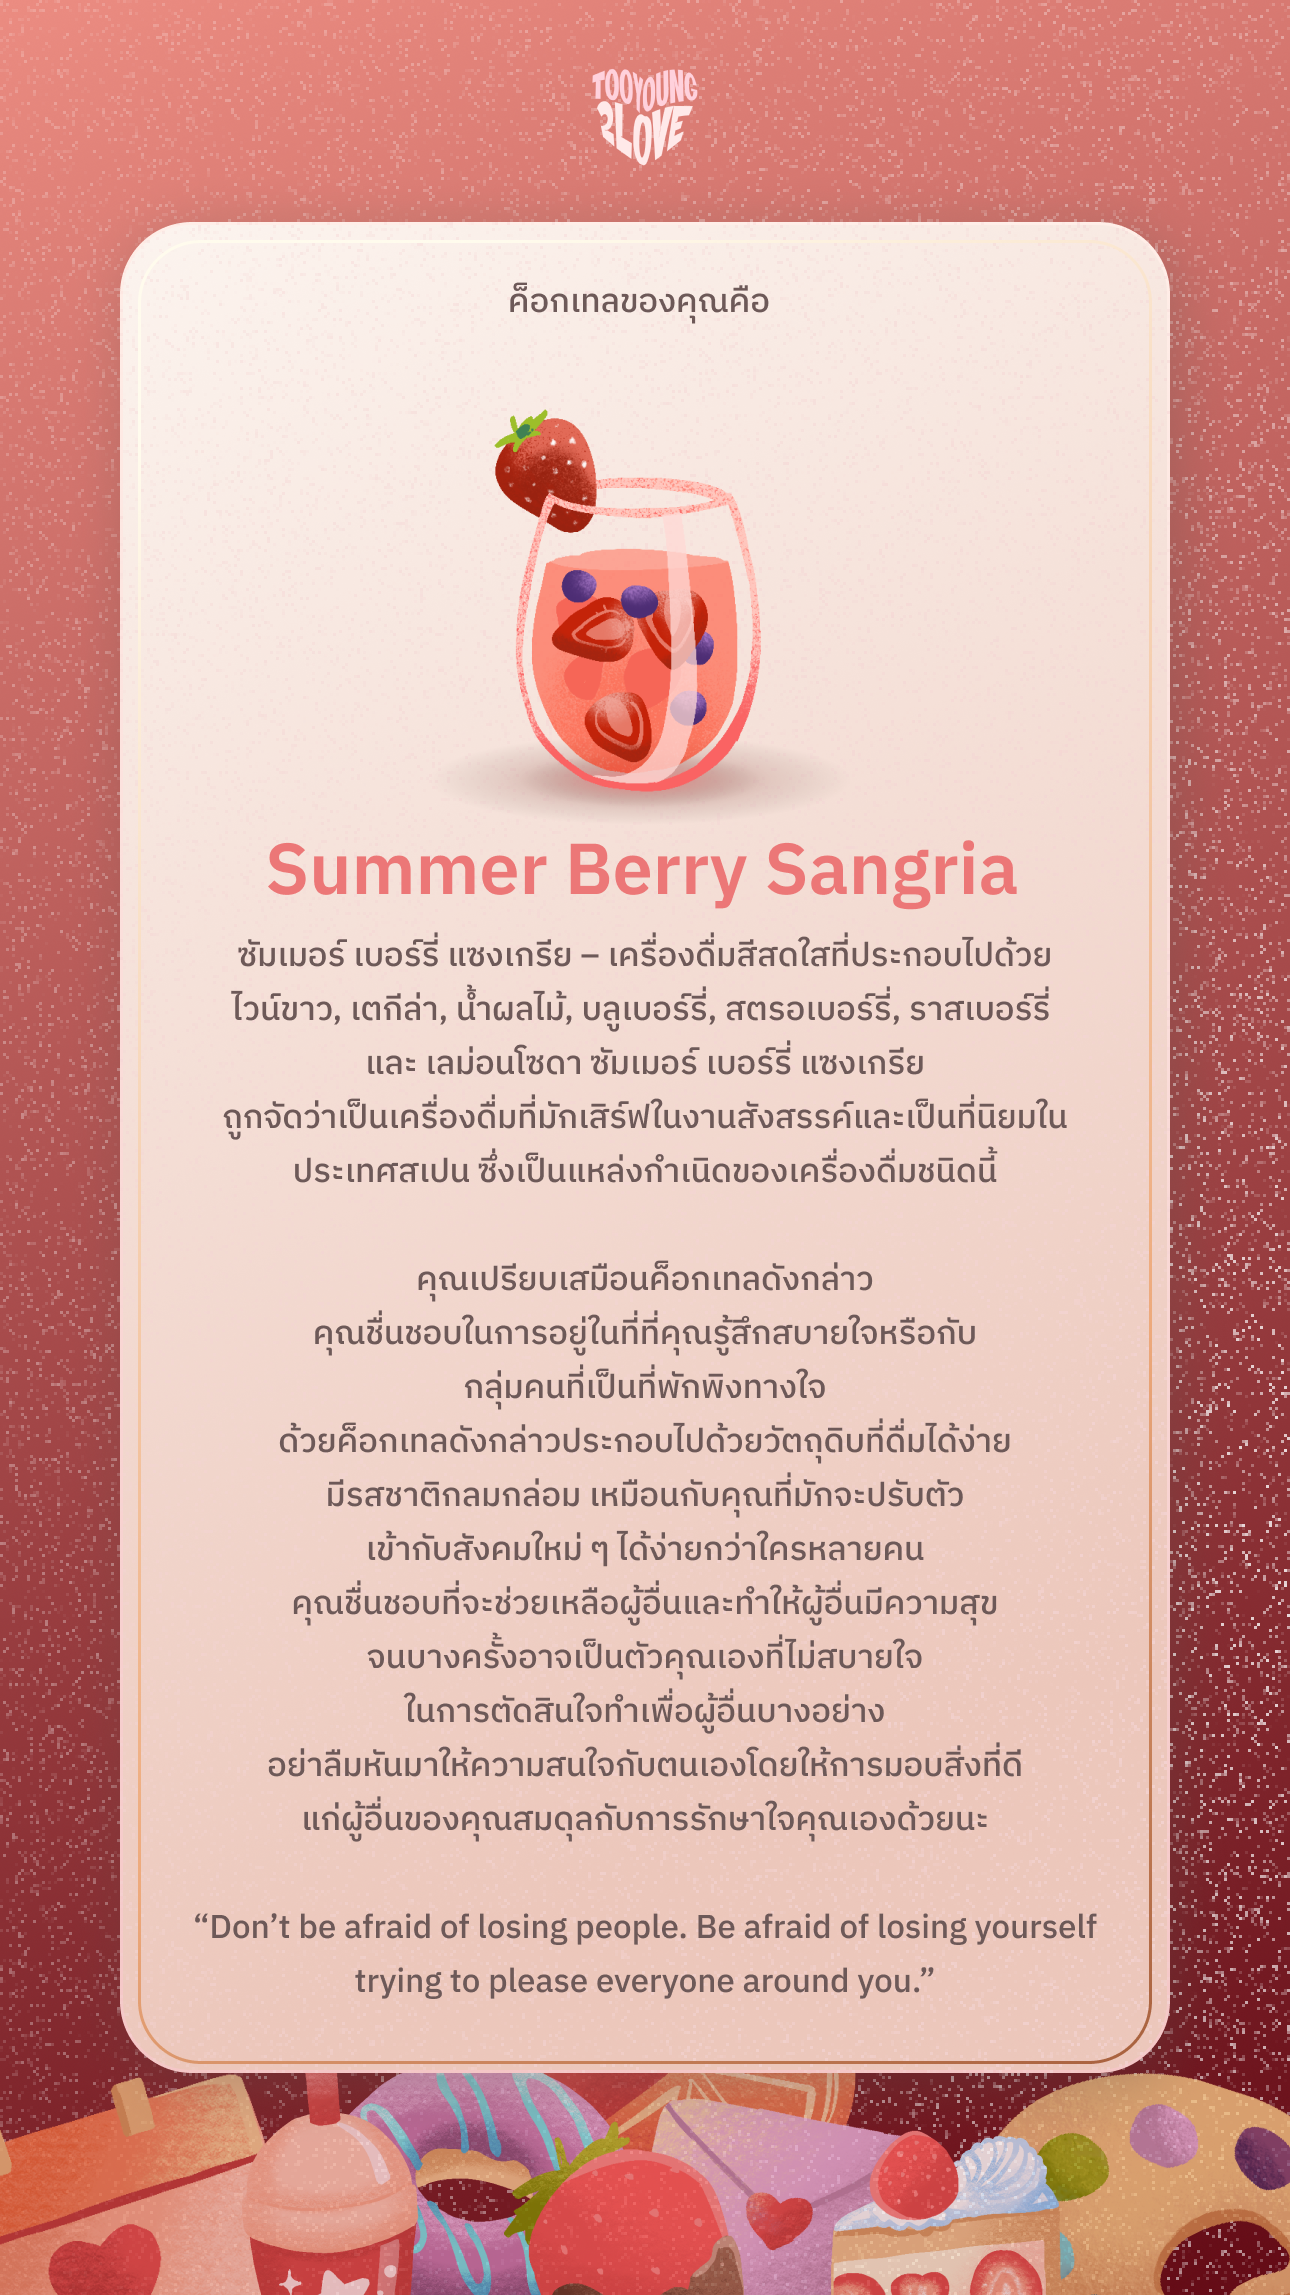 TOO YOUNG
2LOVE
ค็อกเทลของคุณคือ
Summer Berry Sangria
ซัมเมอร์ เบอร์รี่ แซงเกรีย – เครื่องดื่มสีสดใสที่ประกอบไปด้วย
ไวน์ขาว, เตกีล่า, น้ำผลไม้, บลูเบอร์รี่, สตรอเบอร์รี่, ราสเบอร์รี่
และ เลม่อนโซดา ซัมเมอร์ เบอร์รี่ แซงเกรีย
ถูกจัดว่าเป็นเครื่องดื่มที่มักเสิร์ฟในงานสังสรรค์และเป็นที่นิยมใน
ประเทศสเปน ซึ่งเป็นแหล่งกำเนิดของเครื่องดื่มชนิดนี้
คุณเปรียบเสมือนค็อกเทลดังกล่าว
คุณชื่นชอบในการอยู่ในที่ที่คุณรู้สึกสบายใจหรือกับ
กลุ่มคนที่เป็นที่พักพิงทางใจ
ด้วยค็อกเทลดังกล่าวประกอบไปด้วยวัตถุดิบที่ดื่มได้ง่าย
มีรสชาติกลมกล่อม เหมือนกับคุณที่มักจะปรับตัว
เข้ากับสังคมใหม่ ๆ ได้ง่ายกว่าใครหลายคน
คุณชื่นชอบที่จะช่วยเหลือผู้อื่นและทำให้ผู้อื่นมีความสุข
จนบางครั้งอาจเป็นตัวคุณเองที่ไม่สบายใจ
ในการตัดสินใจทำเพื่อผู้อื่นบางอย่าง
อย่าลืมหันมาให้ความสนใจกับตนเองโดยให้การมอบสิ่งที่ดี
แก่ผู้อื่นของคุณสมดุลกับการรักษาใจคุณเองด้วยนะ
“Don’t be afraid of losing people. Be afraid of losing yourself
trying to please everyone around you.”